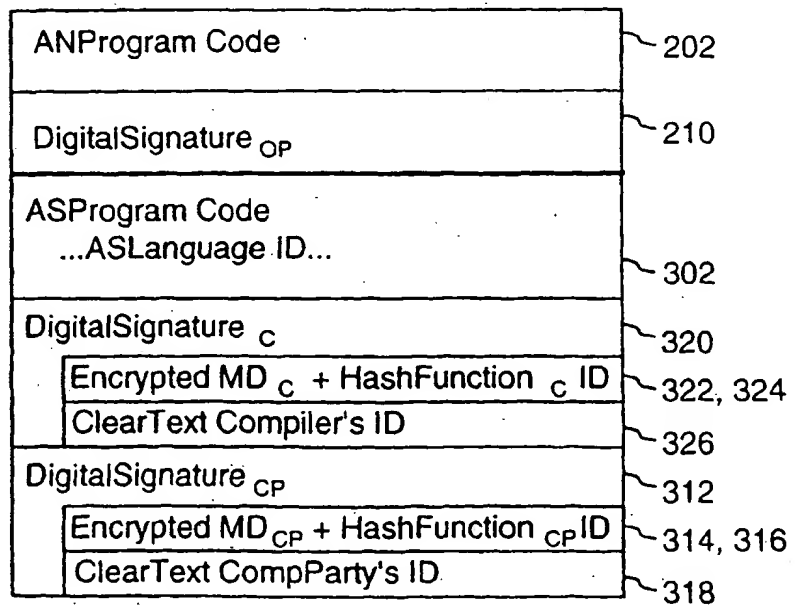 ANProgram Code 202
DigitalSignature OP 210
ASProgram Code
...ASLanguage ID... 302
DigitalSignature C 320
Encrypted MD C + HashFunction C ID 322, 324
ClearText Compiler's ID 326
DigitalSignature CP 312
Encrypted MD CP + HashFunction CP ID 314, 316
ClearText CompParty's ID 318